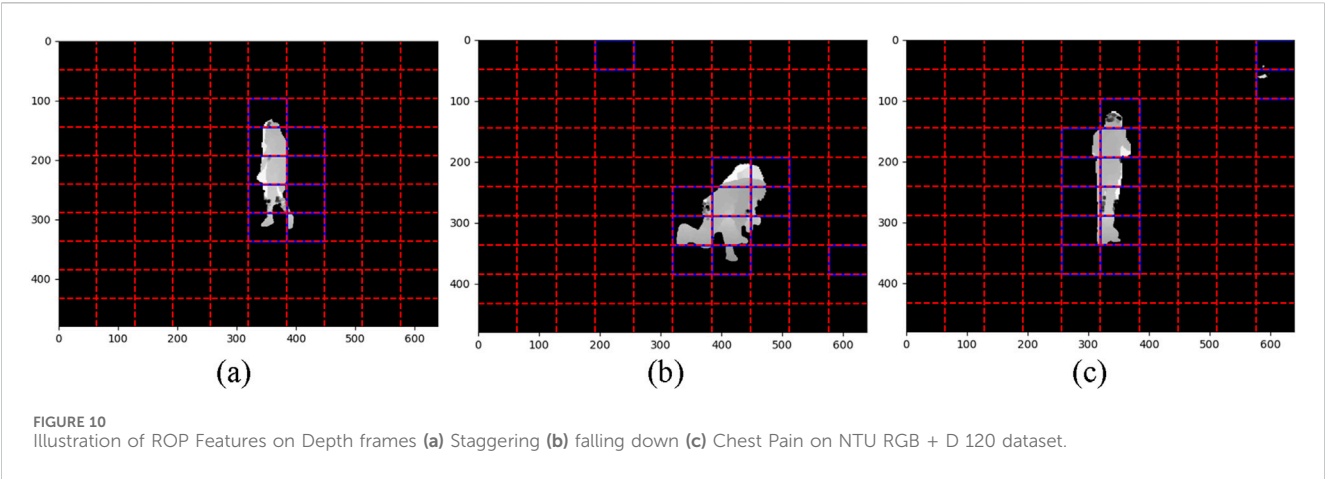 0
100
200
300
400
0 100 200 300 400 500 600
(a)
0
100
200
300
400
0 100 200 300 400 500 600
(b)
0
100
200
300
400
0 100 200 300 400 500 600
(c)
FIGURE 10
Illustration of ROP Features on Depth frames (a) Staggering (b) falling down (c) Chest Pain on NTU RGB + D 120 dataset.